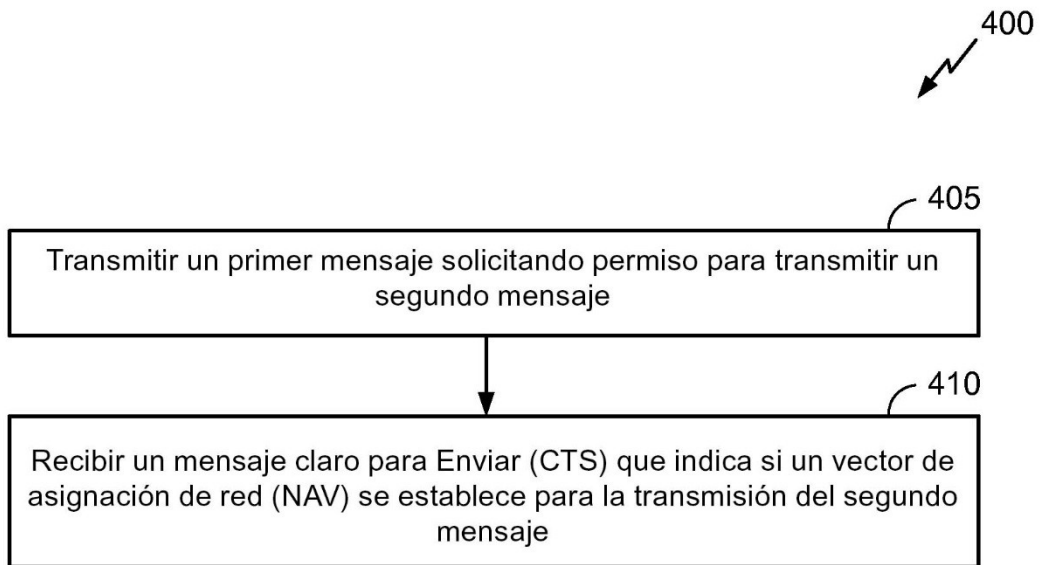 400
405
Transmitir un primer mensaje solicitando permiso para transmitir un
segundo mensaje
410
Recibir un mensaje claro para Enviar (CTS) que indica si un vector de
asignación de red (NAV) se establece para la transmisión del segundo
mensaje